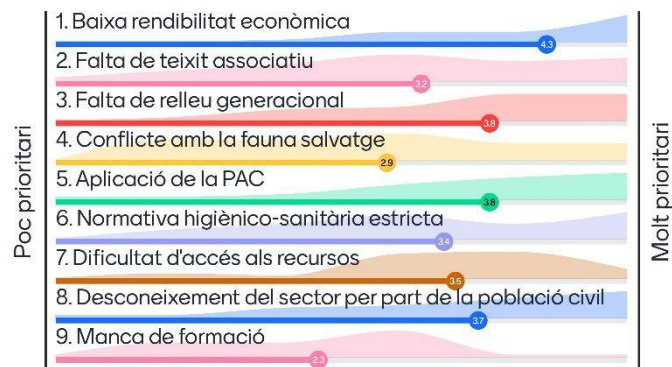 1. Baixa rendibilitat econòmica
4.3
2. Falta de teixit associatiu
3.2
3. Falta de relleu generacional
3.8
4. Conflicte amb la fauna salvatge
2.9
5. Aplicació de la PAC
3.8
6. Normativa higiènico-sanitària estricta
3.4
7. Dificultat d'accés als recursos
3.5
8. Desconeixement del sector per part de la població civil
3.7
9. Manca de formació
2.3
Poc prioritari
Molt prioritari